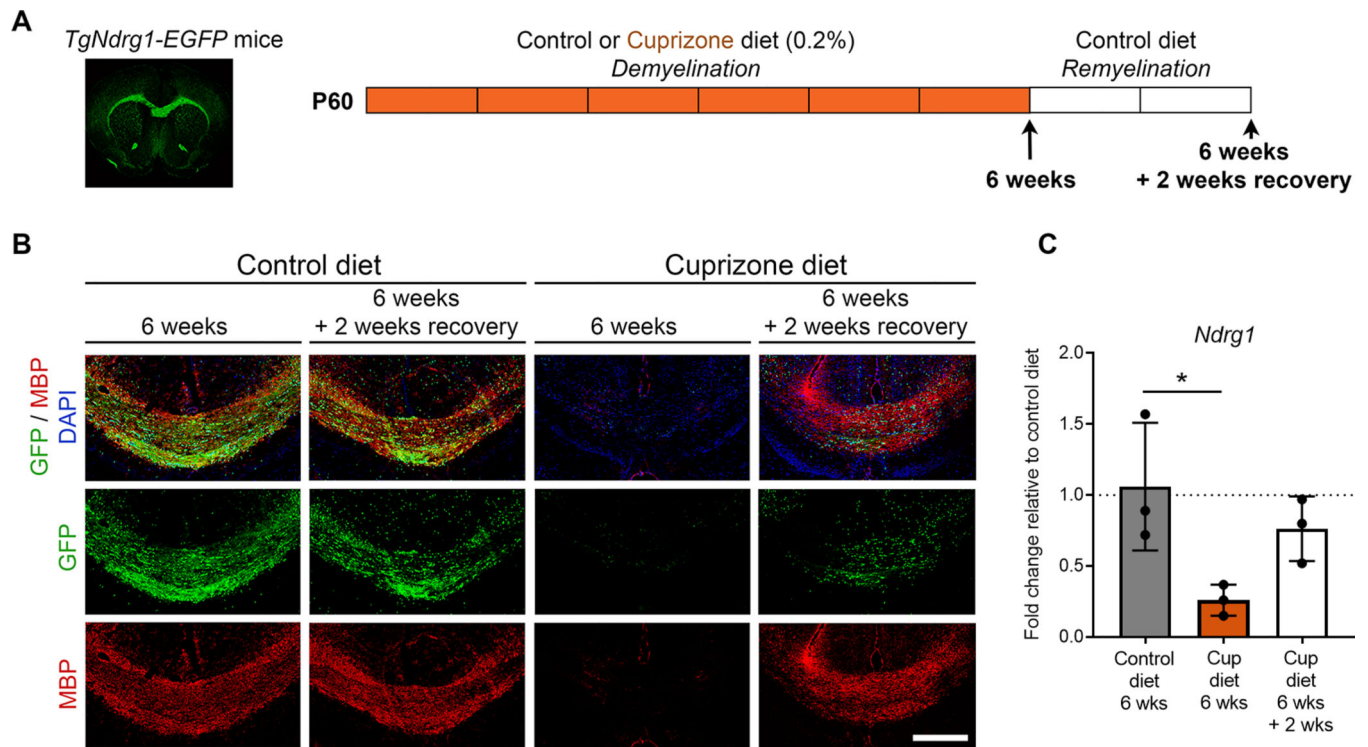 A
TgNdrg1-EGFP mice
Control or Cuprizone diet (0.2%)
Demyelination
Control diet
Remyelination
P60
6 weeks
6 weeks
+ 2 weeks recovery
B
Control diet
Cuprizone diet
6 weeks
6 weeks
+ 2 weeks recovery
6 weeks
6 weeks
+ 2 weeks recovery
GFP / MBP
DAPI
GFP
MBP
C
Ndrg1
Fold change relative to control diet
2.0
1.5
1.0
0.5
0.0
*
Control
diet
6 wks
Cup
diet
6 wks
Cup
diet
6 wks
+ 2 wks